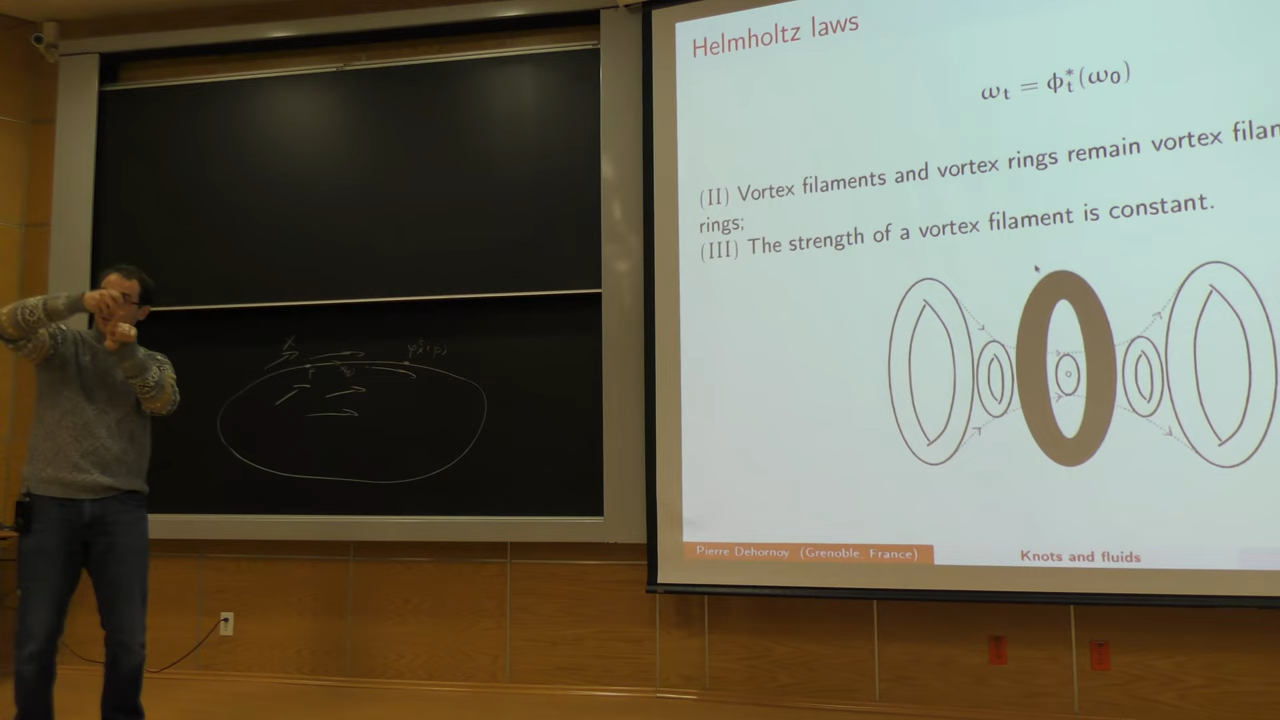 Helmholtz laws
ωₜ = ϕₜ*(ω₀)
(II) Vortex filaments and vortex rings remain vortex filan
rings;
(III) The strength of a vortex filament is constant.
Pierre Dehornoy (Grenoble, France)
Knots and fluids
X
p